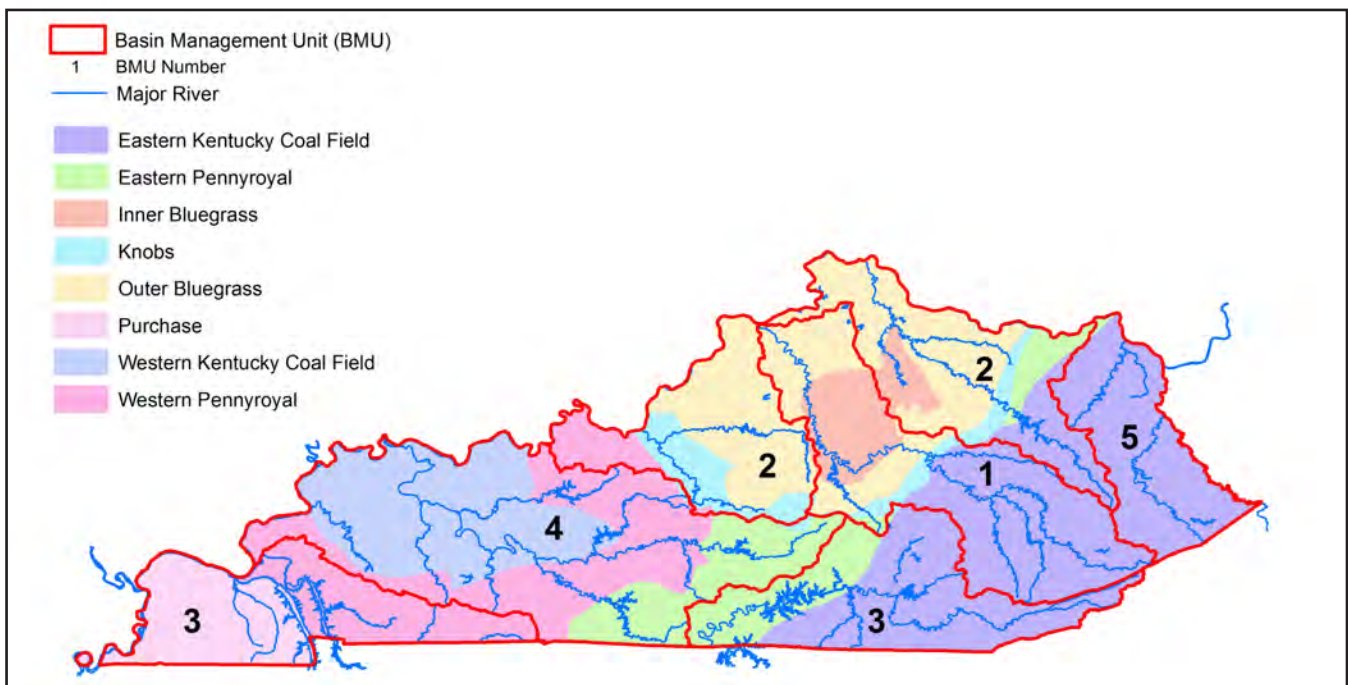 Basin Management Unit (BMU)
1 BMU Number
Major River
Eastern Kentucky Coal Field
Eastern Pennyroyal
Inner Bluegrass
Knobs
Outer Bluegrass
Purchase
Western Kentucky Coal Field
Western Pennyroyal
2
5
2
1
4
3
3